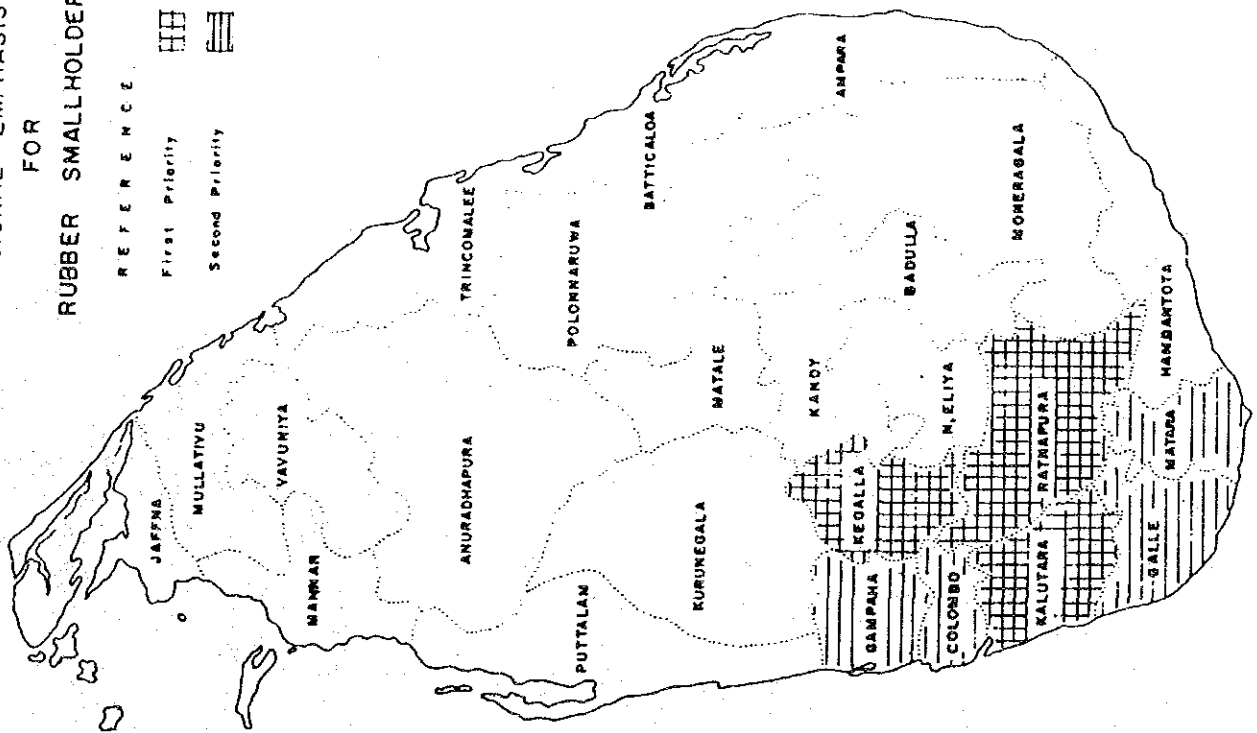 FOR
RUBBER SMALLHOLDER
REFERENCE
First Priority
Second Priority
JAFFNA
MULLATIVU
VAVUNIYA
MANNAR
ANURADHAPURA
TRINCOMALEE
POLONNARUWA
PUTTALAM
BATTICALOA
MATALE
KURUNEGALA
AMPARA
KANDY
KEGALLA
GAMPAHA
BADULLA
N. ELIYA
COLOMBO
MONERAGALA
RATNAPURA
KALUTARA
HAMBANTOTA
MATARA
GALLE